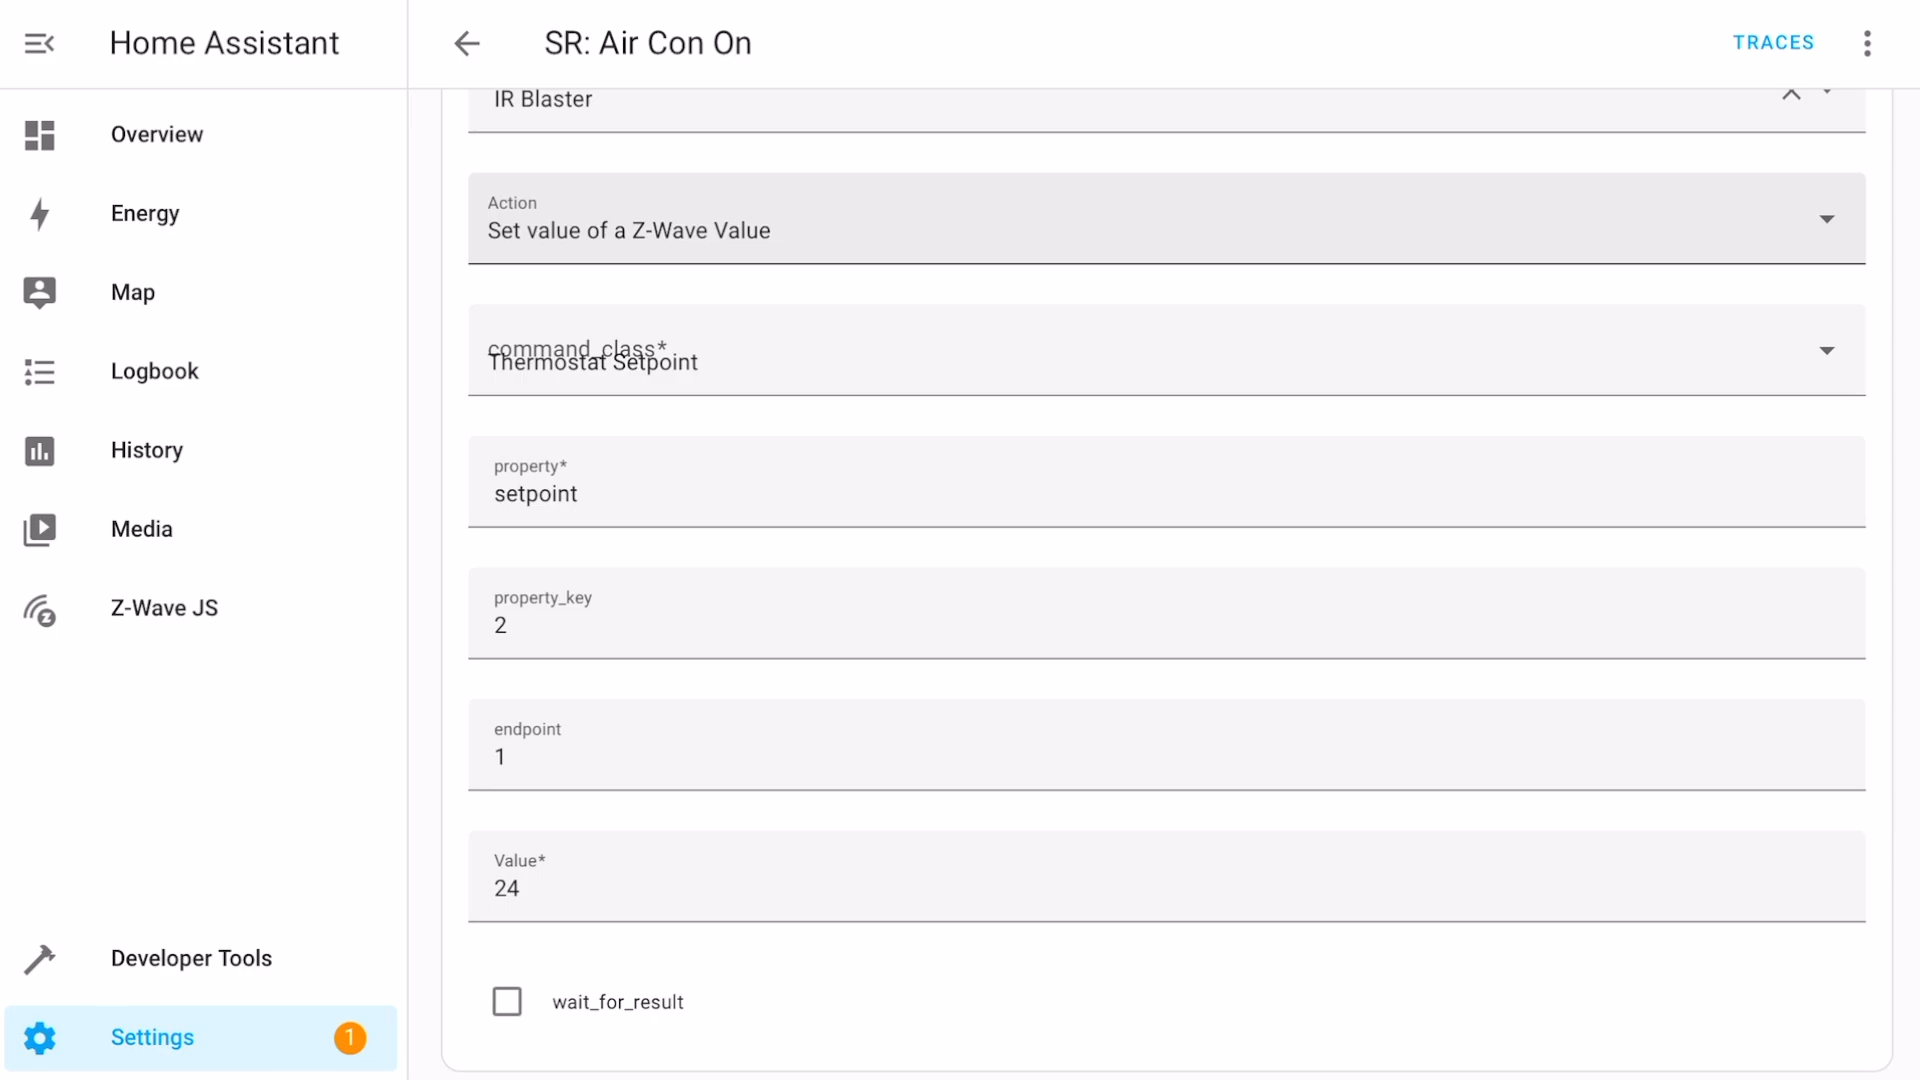 Home Assistant
SR: Air Con On
TRACES
Overview
Energy
Map
Logbook
History
Media
Z-Wave JS
Developer Tools
Settings
1
IR Blaster
Action
Set value of a Z-Wave Value
command_class*
Thermostat Setpoint
property*
setpoint
property_key
2
endpoint
1
Value*
24
wait_for_result